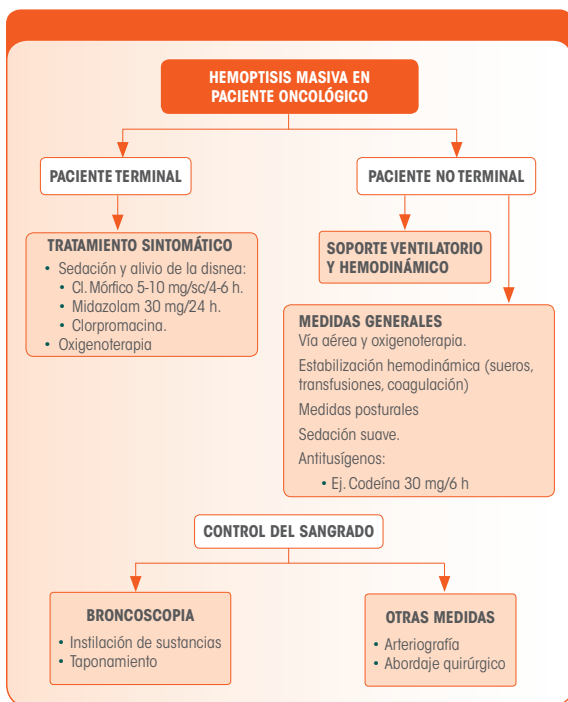 HEMOPTISIS MASIVA EN
PACIENTE ONCOLÓGICO
PACIENTE TERMINAL
PACIENTE NO TERMINAL
TRATAMIENTO SINTOMÁTICO
• Sedación y alivio de la disnea:
• Cl. Mórfico 5-10 mg/sc/4-6 h.
• Midazolam 30 mg/24 h.
• Clorpromacina.
• Oxigenoterapia
SOPORTE VENTILATORIO
Y HEMODINÁMICO
MEDIDAS GENERALES
Vía aérea y oxigenoterapia.
Estabilización hemodinámica (sueros,
transfusiones, coagulación)
Medidas posturales
Sedación suave.
Antitusígenos:
• Ej. Codeína 30 mg/6 h
CONTROL DEL SANGRADO
BRONCOSCOPIA
• Instilación de sustancias
• Taponamiento
OTRAS MEDIDAS
• Arteriografía
• Abordaje quirúrgico